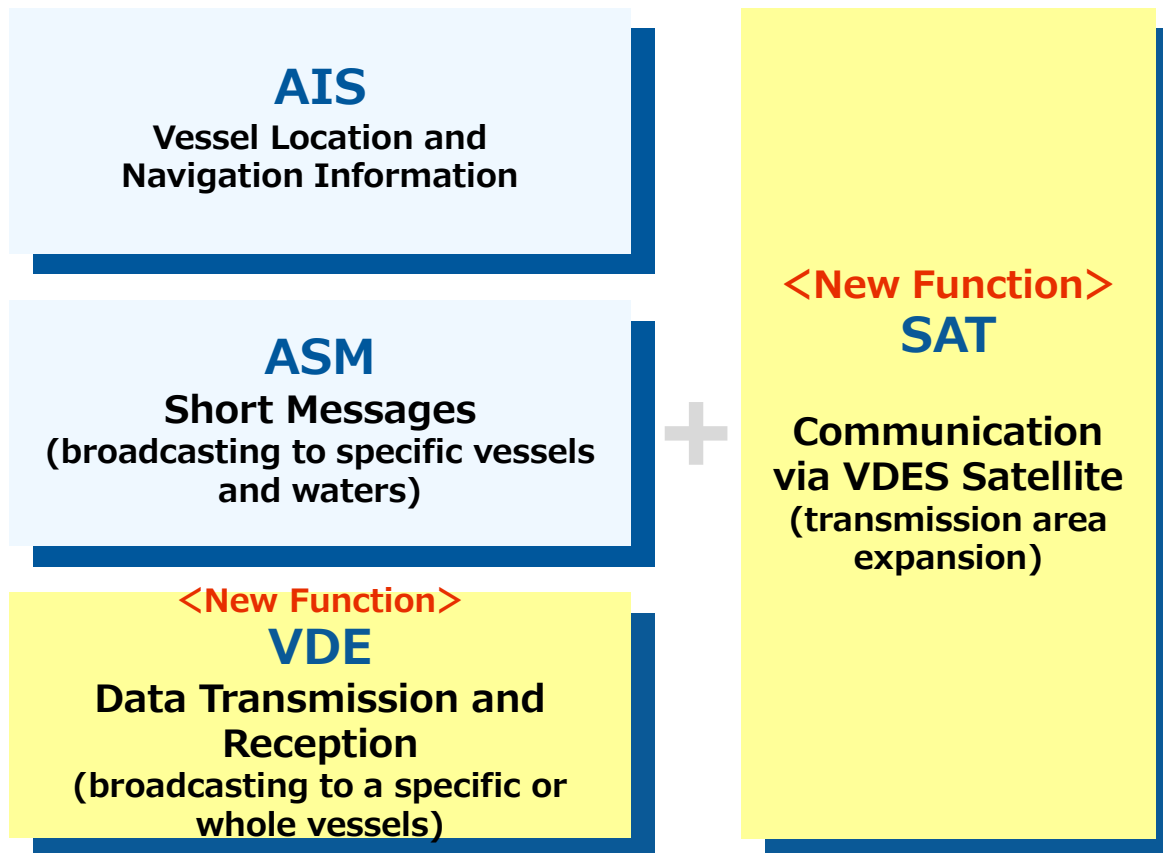 AIS
Vessel Location and
Navigation Information
ASM
Short Messages
(broadcasting to specific vessels
and waters)
<New Function>
VDE
Data Transmission and
Reception
(broadcasting to a specific or
whole vessels)
+
<New Function>
SAT
Communication
via VDES Satellite
(transmission area
expansion)